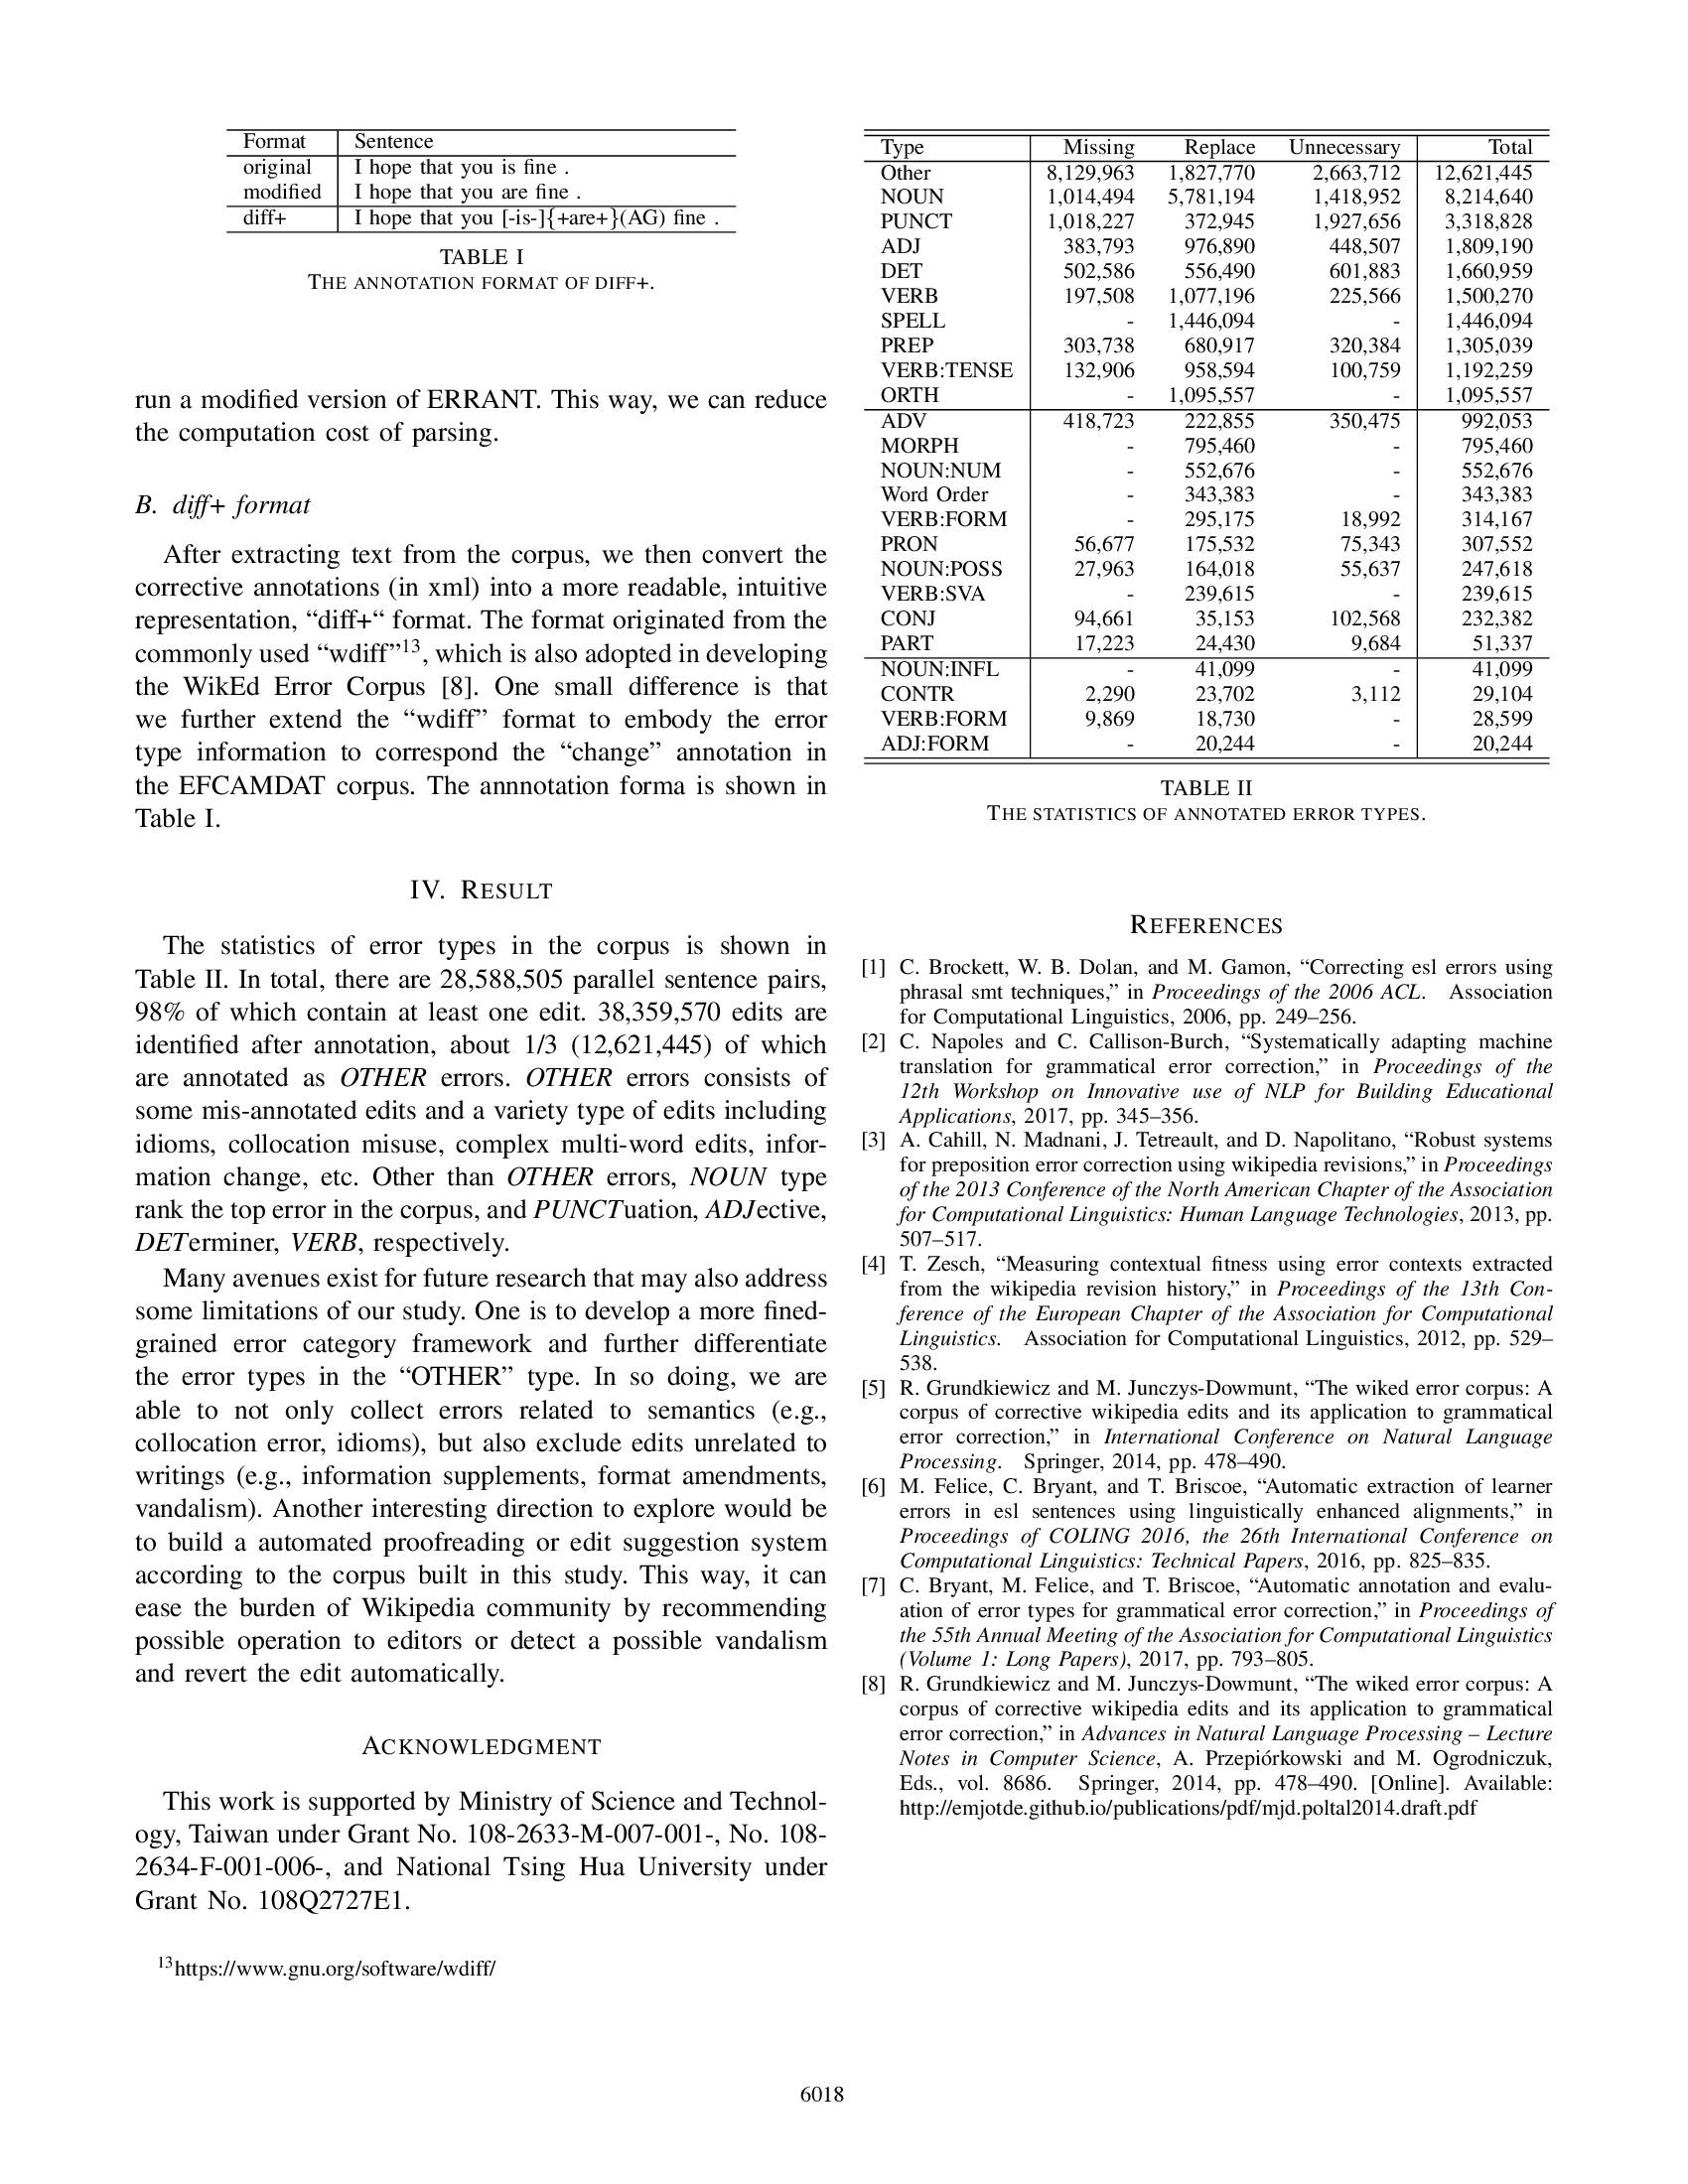 Format Sentence
original I hope that you is fine .
modified I hope that you are fine .
diff+ I hope that you [-is-]{+are+}(AG) fine .
TABLE I
THE ANNOTATION FORMAT OF DIFF+.
run a modified version of ERRANT. This way, we can reduce
the computation cost of parsing.
B. diff+ format
After extracting text from the corpus, we then convert the
corrective annotations (in xml) into a more readable, intuitive
representation, “diff+“ format. The format originated from the
commonly used “wdiff”13, which is also adopted in developing
the WikEd Error Corpus [8]. One small difference is that
we further extend the “wdiff” format to embody the error
type information to correspond the “change” annotation in
the EFCAMDAT corpus. The annnotation forma is shown in
Table I.
IV. RESULT
The statistics of error types in the corpus is shown in
Table II. In total, there are 28,588,505 parallel sentence pairs,
98% of which contain at least one edit. 38,359,570 edits are
identified after annotation, about 1/3 (12,621,445) of which
are annotated as OTHER errors. OTHER errors consists of
some mis-annotated edits and a variety type of edits including
idioms, collocation misuse, complex multi-word edits, infor-
mation change, etc. Other than OTHER errors, NOUN type
rank the top error in the corpus, and PUNCTuation, ADJective,
DETerminer, VERB, respectively.
Many avenues exist for future research that may also address
some limitations of our study. One is to develop a more fined-
grained error category framework and further differentiate
the error types in the “OTHER” type. In so doing, we are
able to not only collect errors related to semantics (e.g.,
collocation error, idioms), but also exclude edits unrelated to
writings (e.g., information supplements, format amendments,
vandalism). Another interesting direction to explore would be
to build a automated proofreading or edit suggestion system
according to the corpus built in this study. This way, it can
ease the burden of Wikipedia community by recommending
possible operation to editors or detect a possible vandalism
and revert the edit automatically.
ACKNOWLEDGMENT
This work is supported by Ministry of Science and Technol-
ogy, Taiwan under Grant No. 108-2633-M-007-001-, No. 108-
2634-F-001-006-, and National Tsing Hua University under
Grant No. 108Q2727E1.
13https://www.gnu.org/software/wdiff/
Type Missing Replace Unnecessary Total
Other 8,129,963 1,827,770 2,663,712 12,621,445
NOUN 1,014,494 5,781,194 1,418,952 8,214,640
PUNCT 1,018,227 372,945 1,927,656 3,318,828
ADJ 383,793 976,890 448,507 1,809,190
DET 502,586 556,490 601,883 1,660,959
VERB 197,508 1,077,196 225,566 1,500,270
SPELL - 1,446,094 - 1,446,094
PREP 303,738 680,917 320,384 1,305,039
VERB:TENSE 132,906 958,594 100,759 1,192,259
ORTH - 1,095,557 - 1,095,557
ADV 418,723 222,855 350,475 992,053
MORPH - 795,460 - 795,460
NOUN:NUM - 552,676 - 552,676
Word Order - 343,383 - 343,383
VERB:FORM - 295,175 18,992 314,167
PRON 56,677 175,532 75,343 307,552
NOUN:POSS 27,963 164,018 55,637 247,618
VERB:SVA - 239,615 - 239,615
CONJ 94,661 35,153 102,568 232,382
PART 17,223 24,430 9,684 51,337
NOUN:INFL - 41,099 - 41,099
CONTR 2,290 23,702 3,112 29,104
VERB:FORM 9,869 18,730 - 28,599
ADJ:FORM - 20,244 - 20,244
TABLE II
THE STATISTICS OF ANNOTATED ERROR TYPES.
REFERENCES
[1] C. Brockett, W. B. Dolan, and M. Gamon, “Correcting esl errors using
phrasal smt techniques,” in Proceedings of the 2006 ACL. Association
for Computational Linguistics, 2006, pp. 249–256.
[2] C. Napoles and C. Callison-Burch, “Systematically adapting machine
translation for grammatical error correction,” in Proceedings of the
12th Workshop on Innovative use of NLP for Building Educational
Applications, 2017, pp. 345–356.
[3] A. Cahill, N. Madnani, J. Tetreault, and D. Napolitano, “Robust systems
for preposition error correction using wikipedia revisions,” in Proceedings
of the 2013 Conference of the North American Chapter of the Association
for Computational Linguistics: Human Language Technologies, 2013, pp.
507–517.
[4] T. Zesch, “Measuring contextual fitness using error contexts extracted
from the wikipedia revision history,” in Proceedings of the 13th Con-
ference of the European Chapter of the Association for Computational
Linguistics. Association for Computational Linguistics, 2012, pp. 529–
538.
[5] R. Grundkiewicz and M. Junczys-Dowmunt, “The wiked error corpus: A
corpus of corrective wikipedia edits and its application to grammatical
error correction,” in International Conference on Natural Language
Processing. Springer, 2014, pp. 478–490.
[6] M. Felice, C. Bryant, and T. Briscoe, “Automatic extraction of learner
errors in esl sentences using linguistically enhanced alignments,” in
Proceedings of COLING 2016, the 26th International Conference on
Computational Linguistics: Technical Papers, 2016, pp. 825–835.
[7] C. Bryant, M. Felice, and T. Briscoe, “Automatic annotation and evalu-
ation of error types for grammatical error correction,” in Proceedings of
the 55th Annual Meeting of the Association for Computational Linguistics
(Volume 1: Long Papers), 2017, pp. 793–805.
[8] R. Grundkiewicz and M. Junczys-Dowmunt, “The wiked error corpus: A
corpus of corrective wikipedia edits and its application to grammatical
error correction,” in Advances in Natural Language Processing – Lecture
Notes in Computer Science, A. Przepiórkowski and M. Ogrodniczuk,
Eds., vol. 8686. Springer, 2014, pp. 478–490. [Online]. Available:
http://emjotde.github.io/publications/pdf/mjd.poltal2014.draft.pdf
6018